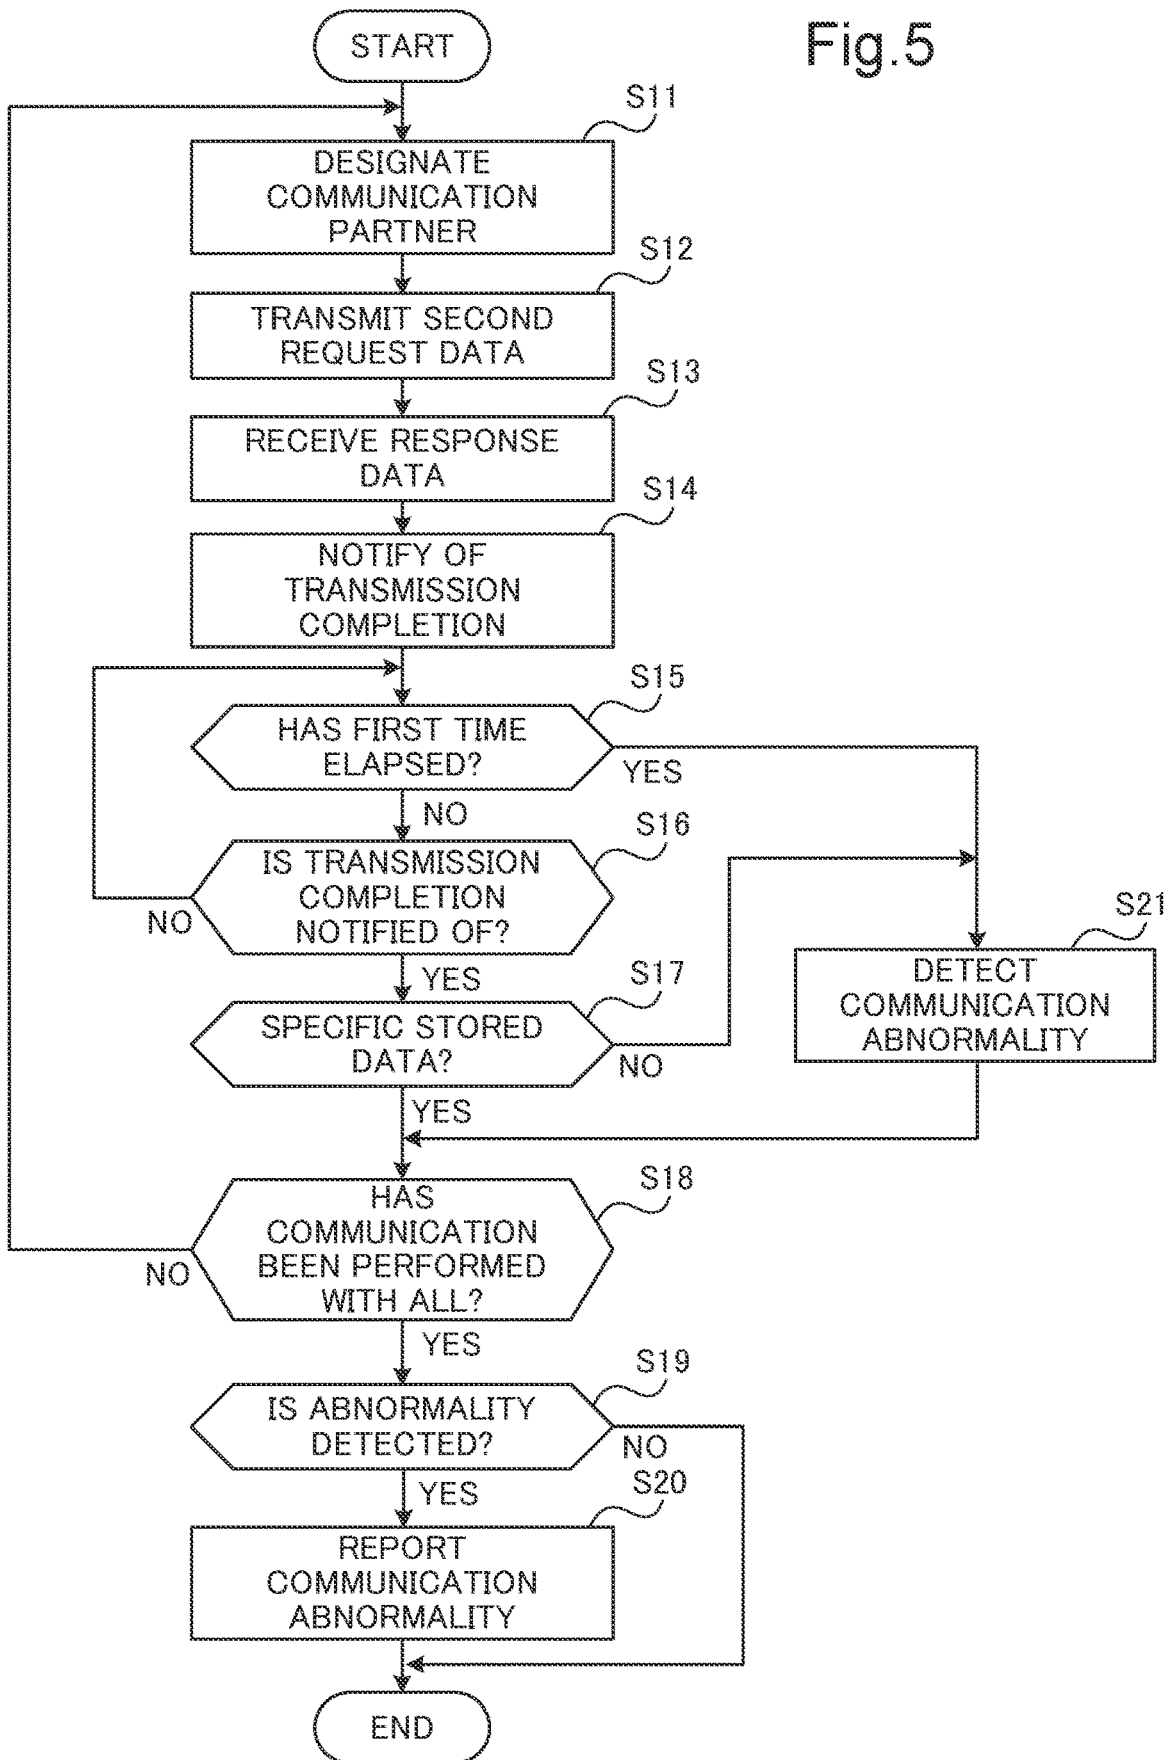 START
Fig.5
S11
DESIGNATE
COMMUNICATION
PARTNER
S12
TRANSMIT SECOND
REQUEST DATA
S13
RECEIVE RESPONSE
DATA
S14
NOTIFY OF
TRANSMISSION
COMPLETION
S15
HAS FIRST TIME
ELAPSED?
YES
NO
S16
IS TRANSMISSION
COMPLETION
NOTIFIED OF?
NO
YES
S17
SPECIFIC STORED
DATA?
NO
YES
S21
DETECT
COMMUNICATION
ABNORMALITY
S18
HAS
COMMUNICATION
BEEN PERFORMED
WITH ALL?
NO
YES
S19
IS ABNORMALITY
DETECTED?
NO
YES
S20
REPORT
COMMUNICATION
ABNORMALITY
END